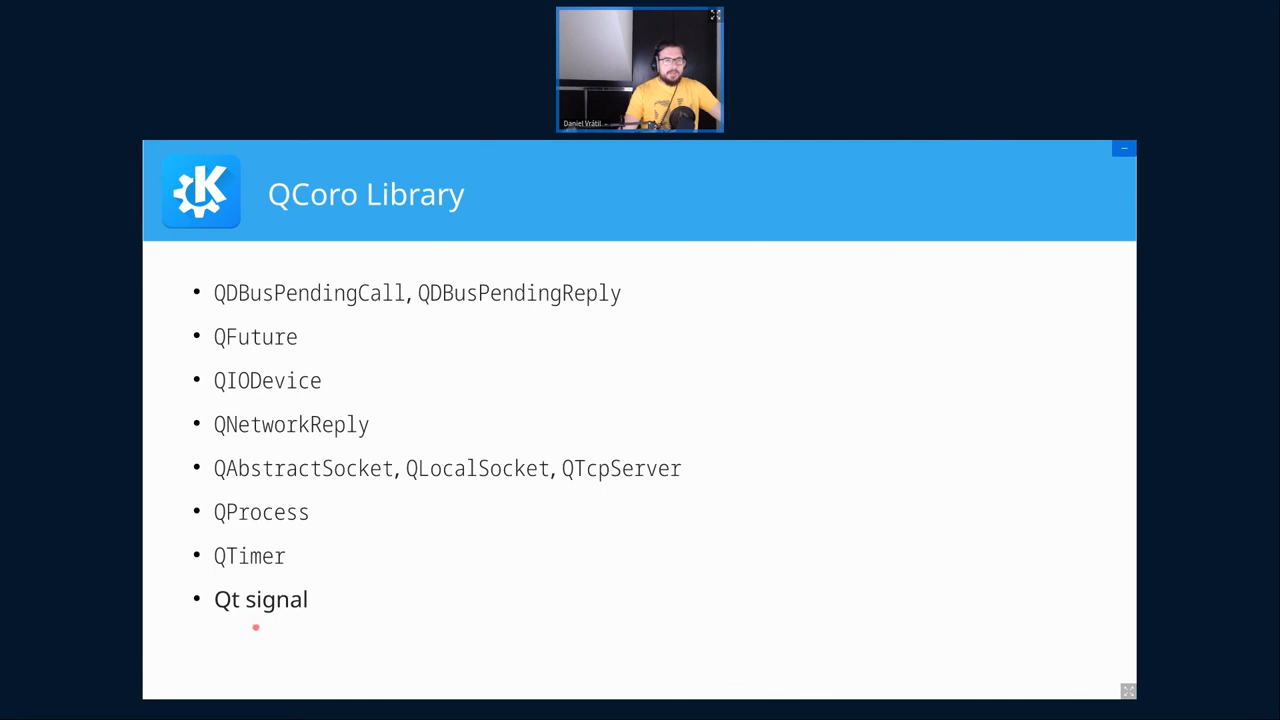 Daniel Vrátil
K
QCoro Library
• QDBusPendingCall, QDBusPendingReply
• QFuture
• QIODevice
• QNetworkReply
• QAbstractSocket, QLocalSocket, QTcpServer
• QProcess
• QTimer
• Qt signal